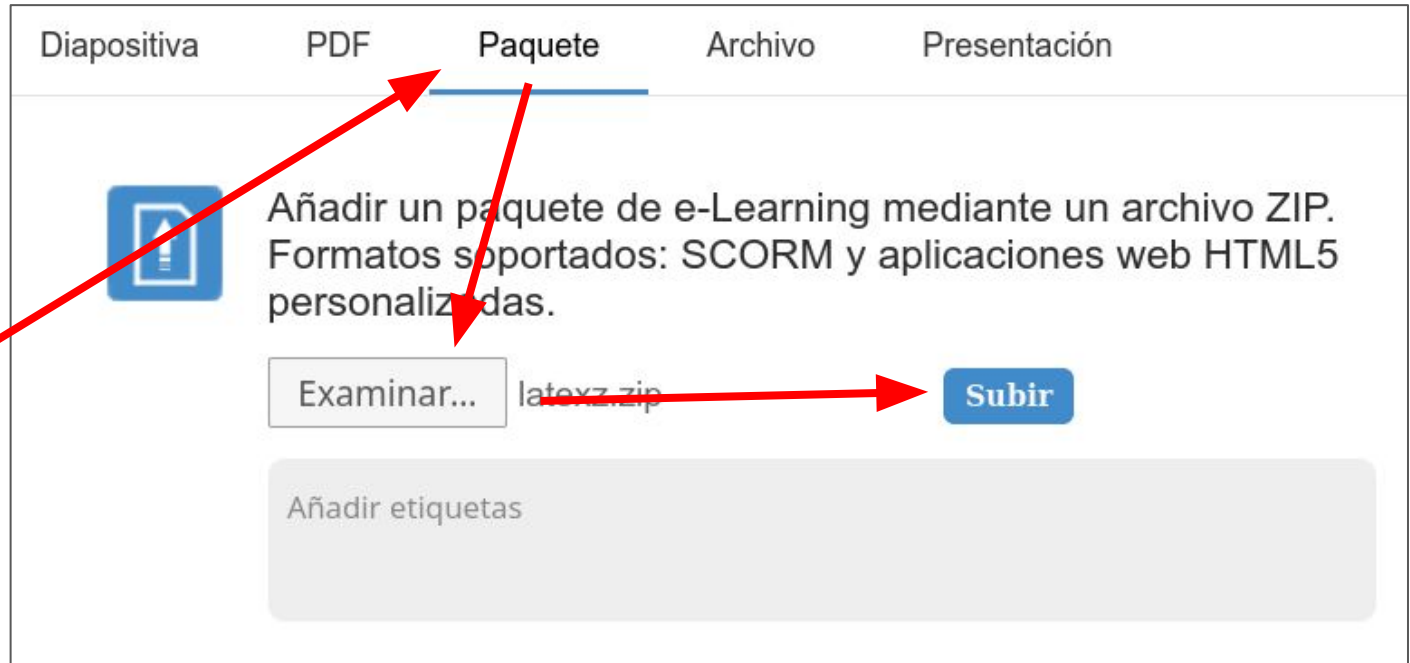 Diapositiva PDF Paquete Archivo Presentación
Añadir un paquete de e-Learning mediante un archivo ZIP.
Formatos soportados: SCORM y aplicaciones web HTML5
personalizadas.
Examinar... latexz.zip Subir
Añadir etiquetas